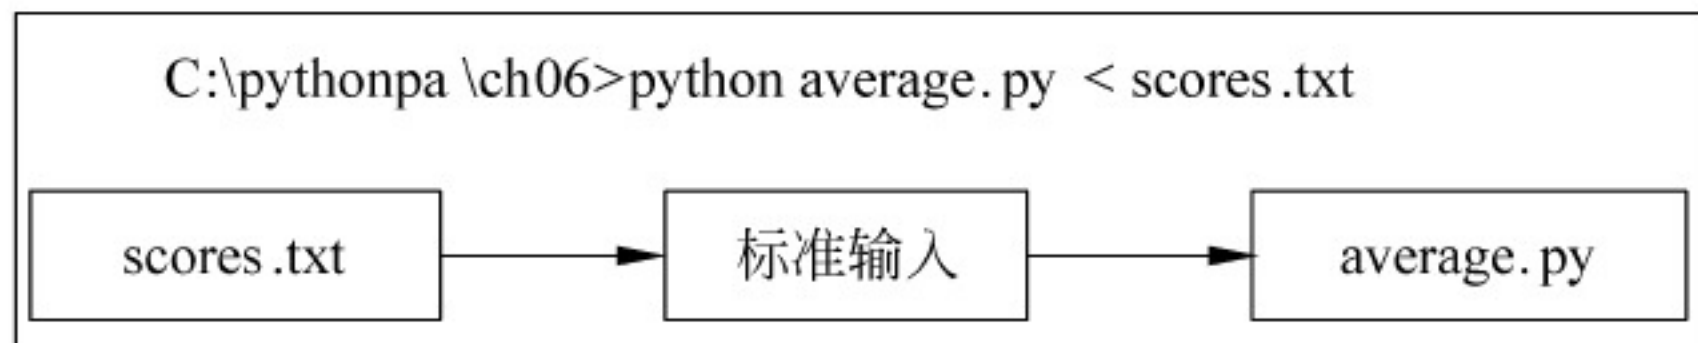 C:\pythonpa \ch06>python average.py < scores.txt
scores.txt
标准输入
average.py